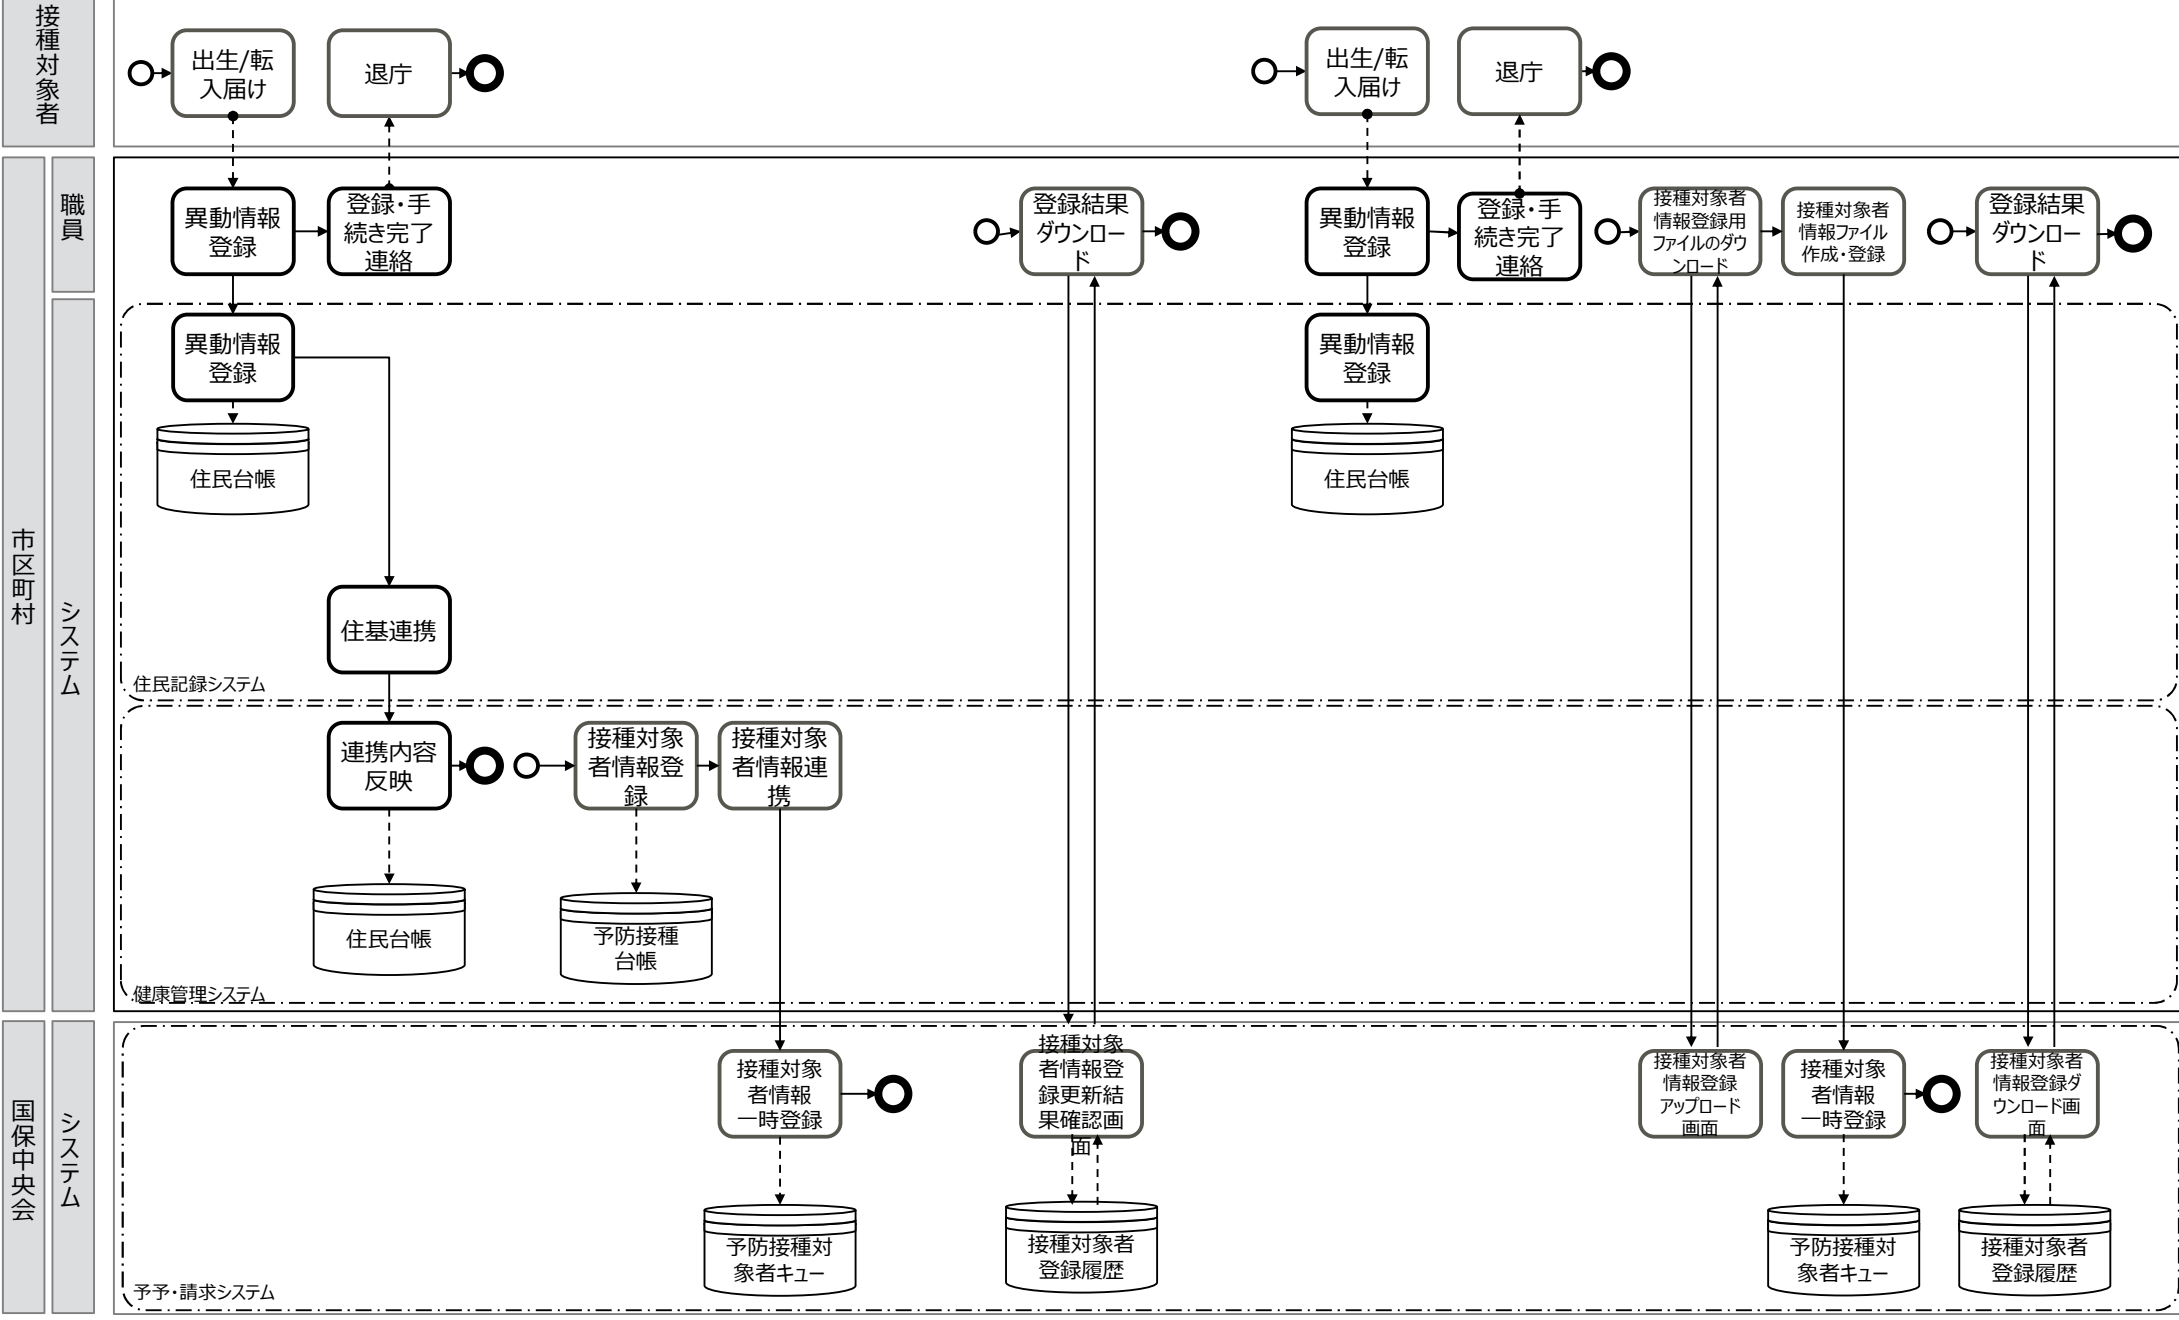 接種対象者
出生/転
入届け
退庁
出生/転
入届け
退庁
市区町村
職員
異動情報
登録
登録・手
続き完了
連絡
登録結果
ダウンロー
ド
異動情報
登録
登録・手
続き完了
連絡
接種対象者
情報登録用
ファイルのダウ
ンロード
接種対象者
情報ファイル
作成・登録
登録結果
ダウンロー
ド
システム
異動情報
登録
住民台帳
異動情報
登録
住民台帳
住基連携
住民記録システム
連携内容
反映
接種対象
者情報登
録
接種対象
者情報連
携
住民台帳
予防接種
台帳
健康管理システム
国保中央会
システム
接種対象
者情報
一時登録
接種対象
者情報登
録更新結
果確認画
面
接種対象者
情報登録
アップロード
画面
接種対象
者情報
一時登録
接種対象者
情報登録ダ
ウンロード画
面
予防接種対
象者キュー
接種対象者
登録履歴
予防接種対
象者キュー
接種対象者
登録履歴
予予・請求システム